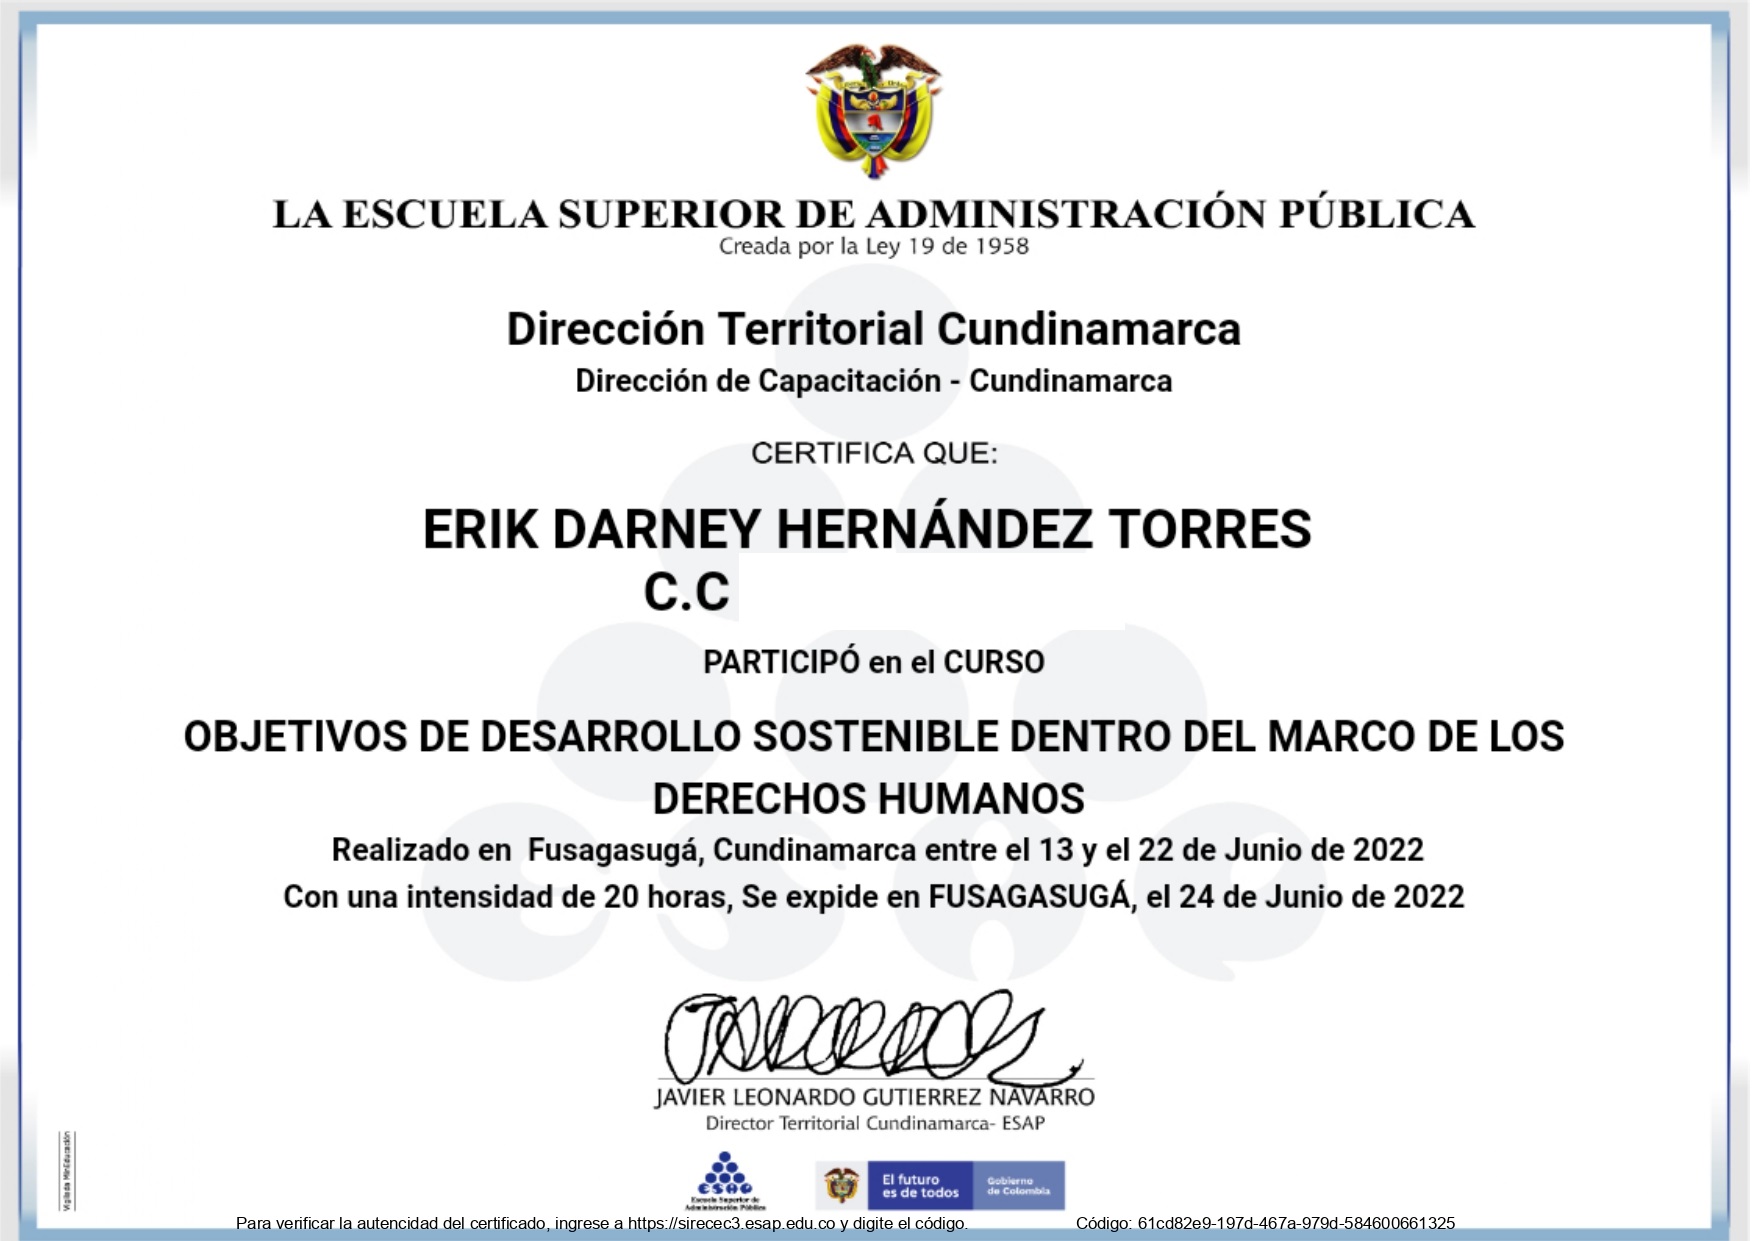 LA ESCUELA SUPERIOR DE ADMINISTRACIÓN PÚBLICA
Creada por la Ley 19 de 1958
Dirección Territorial Cundinamarca
Dirección de Capacitación - Cundinamarca
CERTIFICA QUE:
ERIK DARNEY HERNÁNDEZ TORRES
C.C
PARTICIPÓ en el CURSO
OBJETIVOS DE DESARROLLO SOSTENIBLE DENTRO DEL MARCO DE LOS
DERECHOS HUMANOS
Realizado en Fusagasugá, Cundinamarca entre el 13 y el 22 de Junio de 2022
Con una intensidad de 20 horas, Se expide en FUSAGASUGÁ, el 24 de Junio de 2022
JAVIER LEONARDO GUTIERREZ NAVARRO
Director Territorial Cundinamarca- ESAP
Vigilada MinEducación
esap
Escuela Superior de
Administración Pública
El futuro
es de todos
Gobierno
de Colombia
Para verificar la autencidad del certificado, ingrese a https://sirecec3.esap.edu.co y digite el código.
Código: 61cd82e9-197d-467a-979d-584600661325